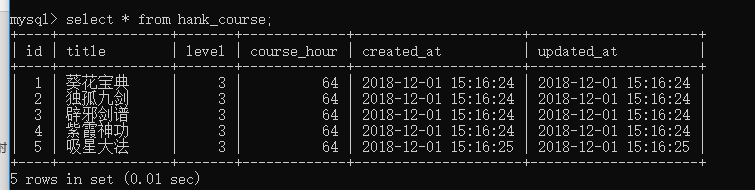 mysql> select * from hank_course;
+----+----------+-------+-------------+---------------------+---------------------+
| id | title | level | course_hour | created_at | updated_at |
+----+----------+-------+-------------+---------------------+---------------------+
| 1 | 葵花宝典 | 3 | 64 | 2018-12-01 15:16:24 | 2018-12-01 15:16:24 |
| 2 | 独孤九剑 | 3 | 64 | 2018-12-01 15:16:24 | 2018-12-01 15:16:24 |
| 3 | 辟邪剑谱 | 3 | 64 | 2018-12-01 15:16:24 | 2018-12-01 15:16:24 |
| 4 | 紫霞神功 | 3 | 64 | 2018-12-01 15:16:24 | 2018-12-01 15:16:24 |
| 5 | 吸星大法 | 3 | 64 | 2018-12-01 15:16:25 | 2018-12-01 15:16:25 |
+----+----------+-------+-------------+---------------------+---------------------+
5 rows in set (0.01 sec)